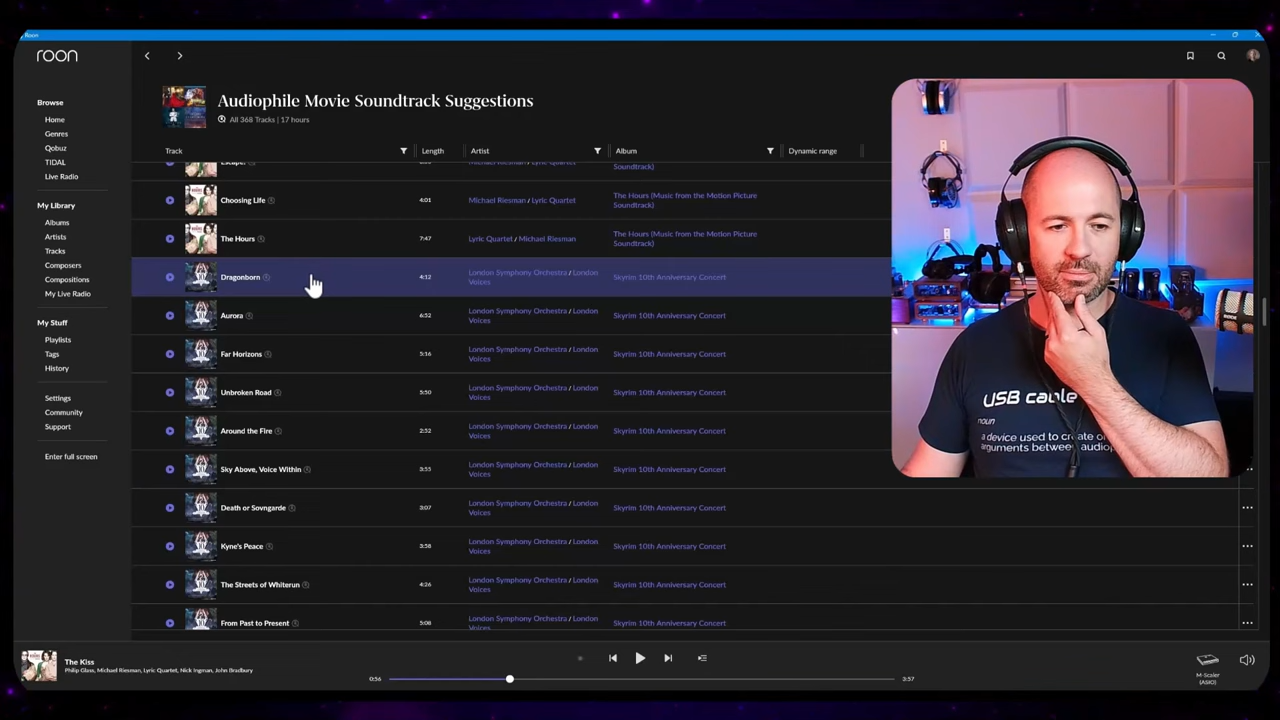 Roon
roon
Browse
Home
Genres
Qobuz
TIDAL
Live Radio
My Library
Albums
Artists
Tracks
Composers
Compositions
My Live Radio
My Stuff
Playlists
Tags
History
Settings
Community
Support
Enter full screen
Audiophile Movie Soundtrack Suggestions
All 368 Tracks | 17 hours
Track Length Artist Album Dynamic range
Michael Riesman / Lyric Quartet Soundtrack)
Choosing Life 4:01 Michael Riesman / Lyric Quartet The Hours (Music from the Motion Picture
Soundtrack)
The Hours 7:47 Lyric Quartet / Michael Riesman The Hours (Music from the Motion Picture
Soundtrack)
Dragonborn 4:12 London Symphony Orchestra / London
Voices Skyrim 10th Anniversary Concert
Aurora 6:52 London Symphony Orchestra / London
Voices Skyrim 10th Anniversary Concert
Far Horizons 5:16 London Symphony Orchestra / London
Voices Skyrim 10th Anniversary Concert
Unbroken Road 5:50 London Symphony Orchestra / London
Voices Skyrim 10th Anniversary Concert
Around the Fire 2:52 London Symphony Orchestra / London
Voices Skyrim 10th Anniversary Concert
Sky Above, Voice Within 3:55 London Symphony Orchestra / London
Voices Skyrim 10th Anniversary Concert
Death or Sovngarde 3:07 London Symphony Orchestra / London
Voices Skyrim 10th Anniversary Concert
Kyne's Peace 3:58 London Symphony Orchestra / London
Voices Skyrim 10th Anniversary Concert
The Streets of Whiterun 4:26 London Symphony Orchestra / London
Voices Skyrim 10th Anniversary Concert
From Past to Present 5:08 London Symphony Orchestra / London
Voices Skyrim 10th Anniversary Concert
USB cable
noun
a device used to create
arguments between
The Kiss
Philip Glass, Michael Riesman, Lyric Quartet, Nick Ingman, John Bradbury
0:56
3:57
M-Scaler
(ASIO)